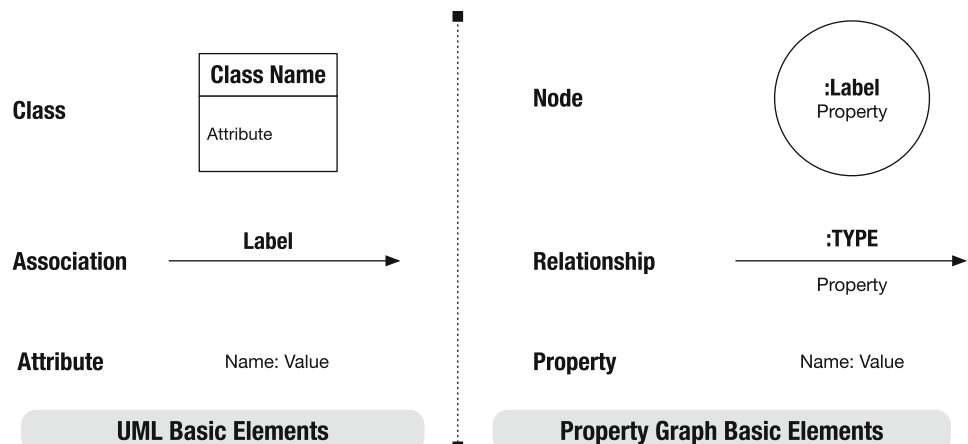 Class
Class Name
Attribute
Association
Label
Attribute
Name: Value
UML Basic Elements
Node
:Label
Property
Relationship
:TYPE
Property
Property
Name: Value
Property Graph Basic Elements